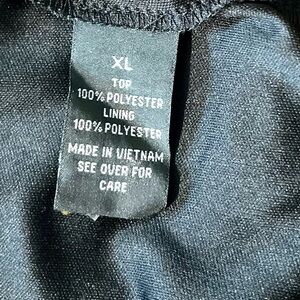 XL
TOP
100% POLYESTER
LINING
100% POLYESTER
MADE IN VIETNAM
SEE OVER FOR
CARE